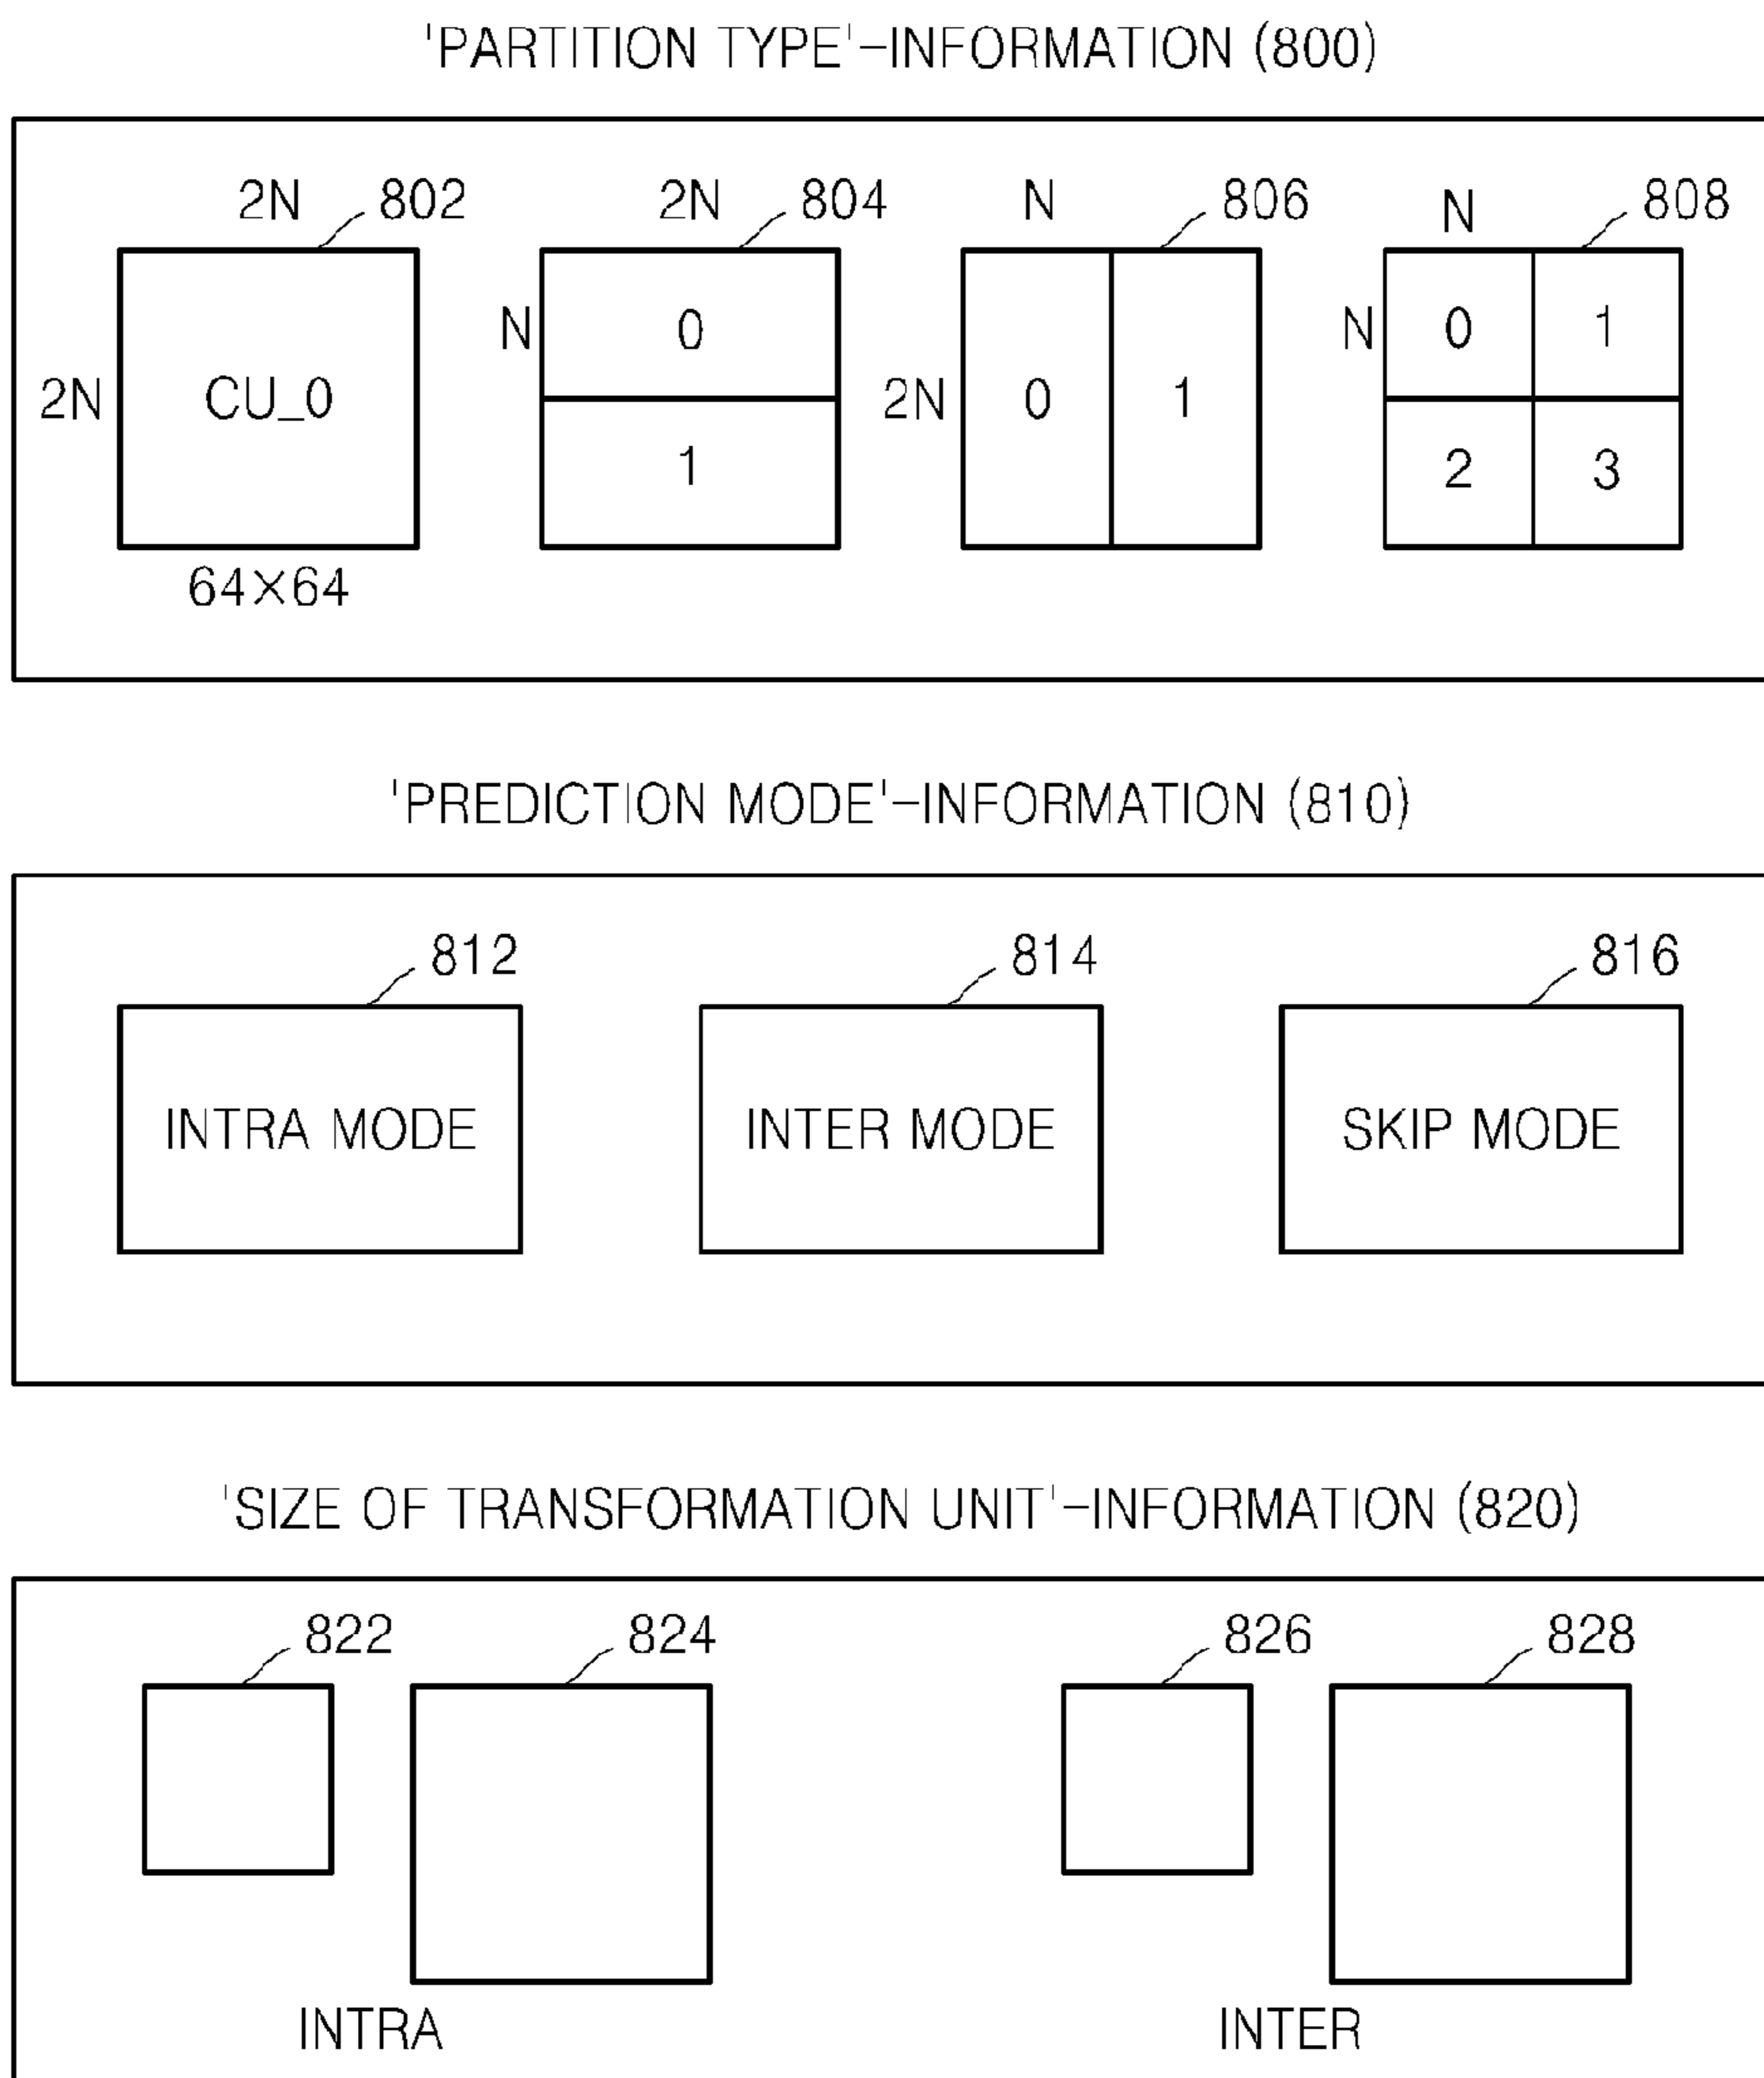 'PARTITION TYPE'-INFORMATION (800)
2N 802 2N 804 N 806 N 808
N 0 N 0 1
2N CU_0 2N 0 1
1 2 3
64×64
'PREDICTION MODE'-INFORMATION (810)
812 814 816
INTRA MODE INTER MODE SKIP MODE
'SIZE OF TRANSFORMATION UNIT'-INFORMATION (820)
822 824 826 828
INTRA INTER